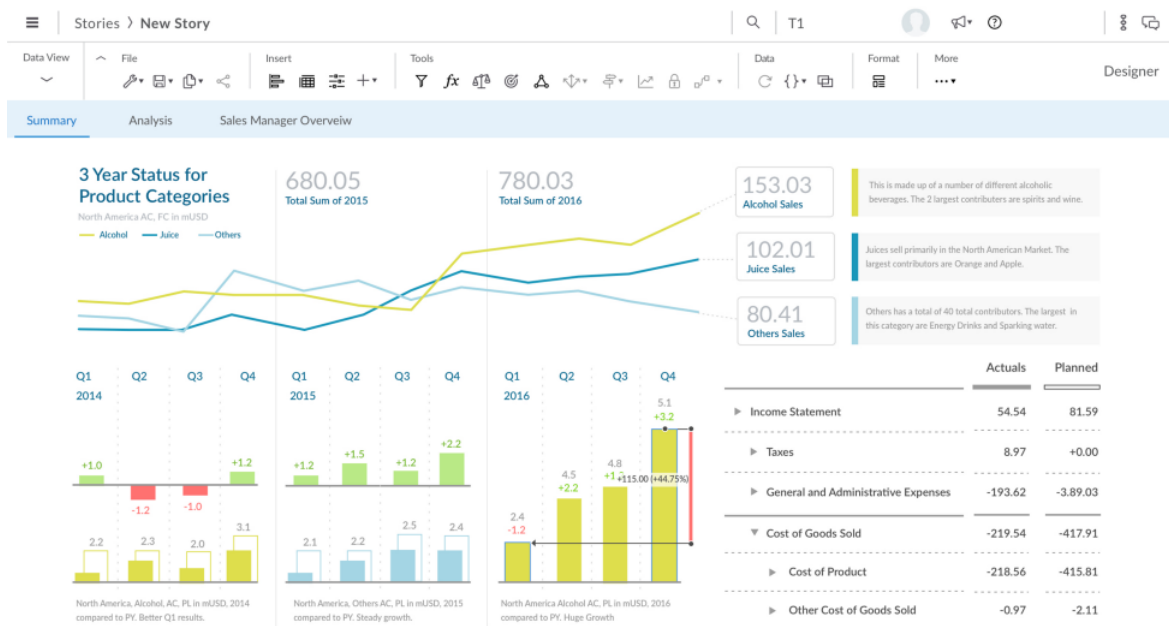 Stories > New Story
T1
Data View
File
Insert
Tools
Data
Format
More
fx
{}
Designer
Summary
Analysis
Sales Manager Overveiw
3 Year Status for
Product Categories
North America AC, FC in mUSD
Alcohol
Juice
Others
680.05
Total Sum of 2015
780.03
Total Sum of 2016
153.03
Alcohol Sales
This is made up of a number of different alcoholic
beverages. The 2 largest contributers are spirits and wine.
102.01
Juice Sales
Juices sell primarily in the North American Market. The
largest contributors are Orange and Apple.
80.41
Others Sales
Others has a total of 40 total contributors. The largest in
this category are Energy Drinks and Sparking water.
Q1 Q2 Q3 Q4
2014
+1.0 -1.2 -1.0 +1.2
2.2 2.3 2.0 3.1
North America, Alcohol, AC, PL in mUSD, 2014
compared to PY. Better Q1 results.
Q1 Q2 Q3 Q4
2015
+1.2 +1.5 +1.2 +2.2
2.1 2.2 2.5 2.4
North America, Others AC, PL in mUSD, 2015
compared to PY. Steady growth.
Q1 Q2 Q3 Q4
2016
2.4 4.5 4.8 5.1
-1.2 +2.2 +3.2
+115.00 (+44.75%)
North America Alcohol AC, PL in mUSD, 2016
compared to PY. Huge Growth
Actuals Planned
Income Statement 54.54 81.59
Taxes 8.97 +0.00
General and Administrative Expenses -193.62 -3.89.03
Cost of Goods Sold -219.54 -417.91
Cost of Product -218.56 -415.81
Other Cost of Goods Sold -0.97 -2.11